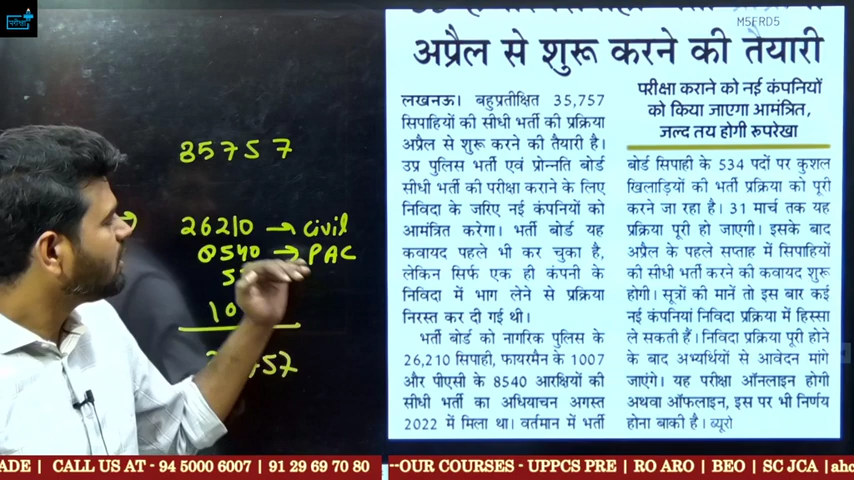 परीक्षा
M5FRD5
अप्रैल से शुरू करने की तैयारी
परीक्षा कराने को नई कंपनियों
को किया जाएगा आमंत्रित,
जल्द तय होगी रूपरेखा
लखनऊ। बहुप्रतीक्षित 35,757
सिपाहियों की सीधी भर्ती की प्रक्रिया
अप्रैल से शुरू करने की तैयारी है।
उप्र पुलिस भर्ती एवं प्रोन्नति बोर्ड
सीधी भर्ती की परीक्षा कराने के लिए
निविदा के जरिए नई कंपनियों को
आमंत्रित करेगा। भर्ती बोर्ड यह
कवायद पहले भी कर चुका है,
लेकिन सिर्फ एक ही कंपनी के
निविदा में भाग लेने से प्रक्रिया
निरस्त कर दी गई थी।
भर्ती बोर्ड को नागरिक पुलिस के
26,210 सिपाही, फायरमैन के 1007
और पीएसी के 8540 आरक्षियों की
सीधी भर्ती का अधियाचन अगस्त
2022 में मिला था। वर्तमान में भर्ती
बोर्ड सिपाही के 534 पदों पर कुशल
खिलाड़ियों की भर्ती प्रक्रिया को पूरी
करने जा रहा है। 31 मार्च तक यह
प्रक्रिया पूरी हो जाएगी। इसके बाद
अप्रैल के पहले सप्ताह में सिपाहियों
की सीधी भर्ती करने की कवायद शुरू
होगी। सूत्रों की मानें तो इस बार कई
नई कंपनियां निविदा प्रक्रिया में हिस्सा
ले सकती हैं। निविदा प्रक्रिया पूरी होने
के बाद अभ्यर्थियों से आवेदन मांगे
जाएंगे। यह परीक्षा ऑनलाइन होगी
अथवा ऑफलाइन, इस पर भी निर्णय
होना बाकी है। ब्यूरो
35757
26210 → civil
8540 → PAC
ADE | CALL US AT - 94 5000 6007 | 91 29 69 70 80 | --OUR COURSES - UPPCS PRE | RO ARO | BEO | SC JCA |ahc